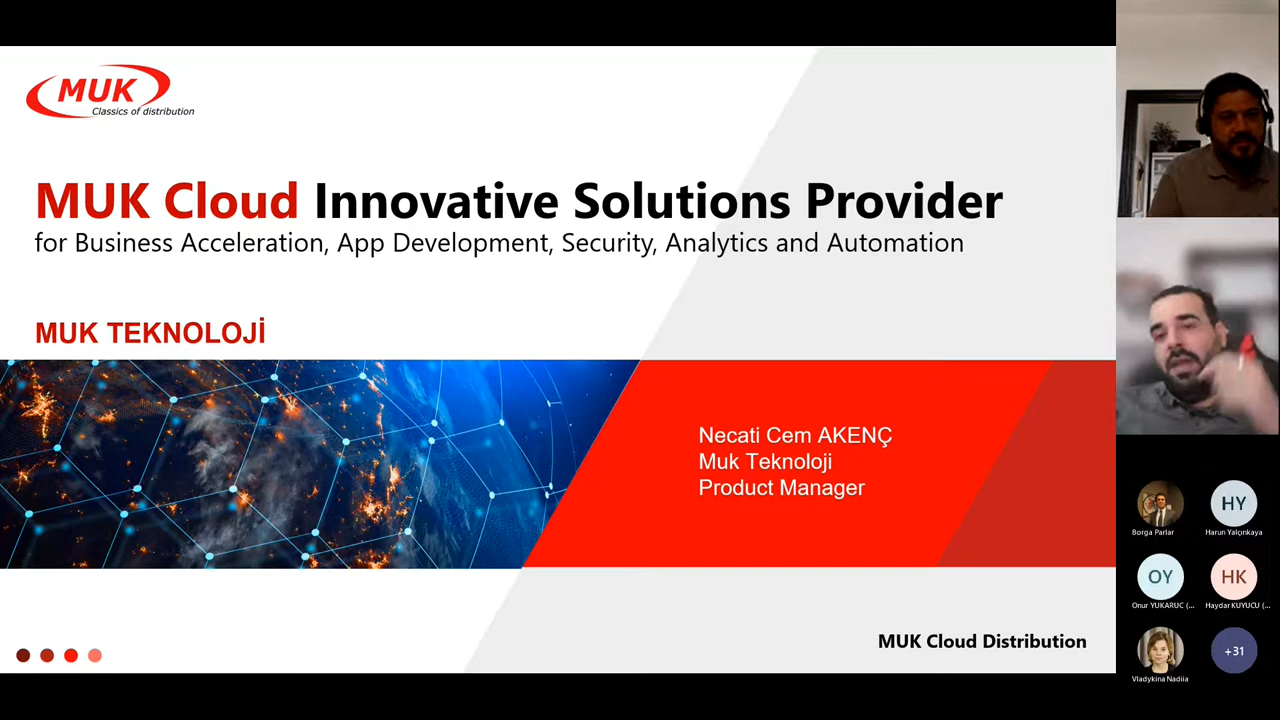 MUK
Classics of distribution
MUK Cloud Innovative Solutions Provider
for Business Acceleration, App Development, Security, Analytics and Automation
MUK TEKNOLOJİ
Necati Cem AKENÇ
Muk Teknoloji
Product Manager
MUK Cloud Distribution
Borga Parlar
HY
Harun Yalçınkaya
OY
Onur YUKARUC (...
HK
Haydar KUYUCU (...
Vladykina Nadiia
+31